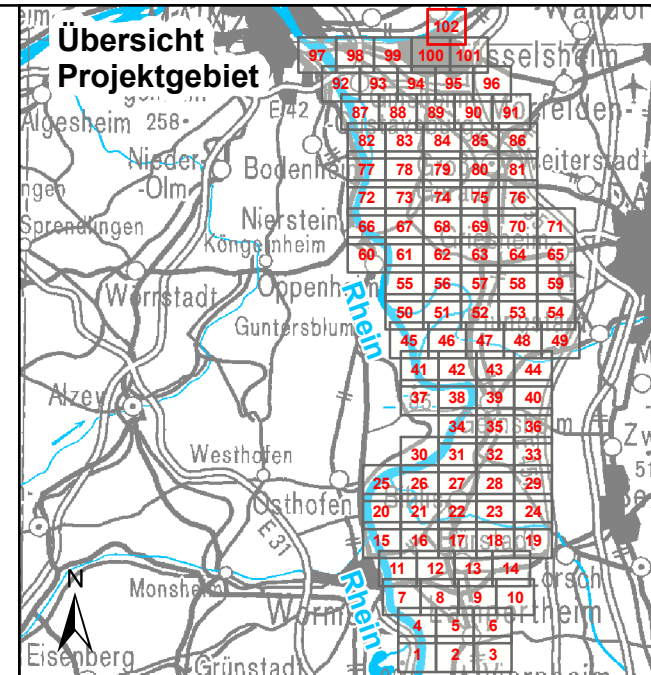 Übersicht
Projektgebiet
102
97 98 99 100 101
sselsheim
92 93 94 95 96
E 42
87 88 89 90 91
Algesheim 258
82 83 84 85 86
Nieder
-Olm
Bodenheim
77 78 79 80 81
Weiterstadt
72 73 74 75 76
Nierstein
Sprendlingen
66 67 68 69 70 71
Köngernheim
60 61 62 63 64 65
Wörrstadt
Oppenheim
55 56 57 58 59
50 51 52 53 54
Guntersblum
Rhein
45 46 47 48 49
41 42 43 44
Alzey
37 38 39 40
34 35 36
Westhofen
30 31 32 33
25 26 27 28 29
Osthofen
20 21 22 23 24
E 31
15 16 17 18 19
11 12 13 14
Lorsch
N
Monsheim
Rhein
7 8 9 10
Worms
4 5 6
Eisenberg
Grünstadt
1 2 3